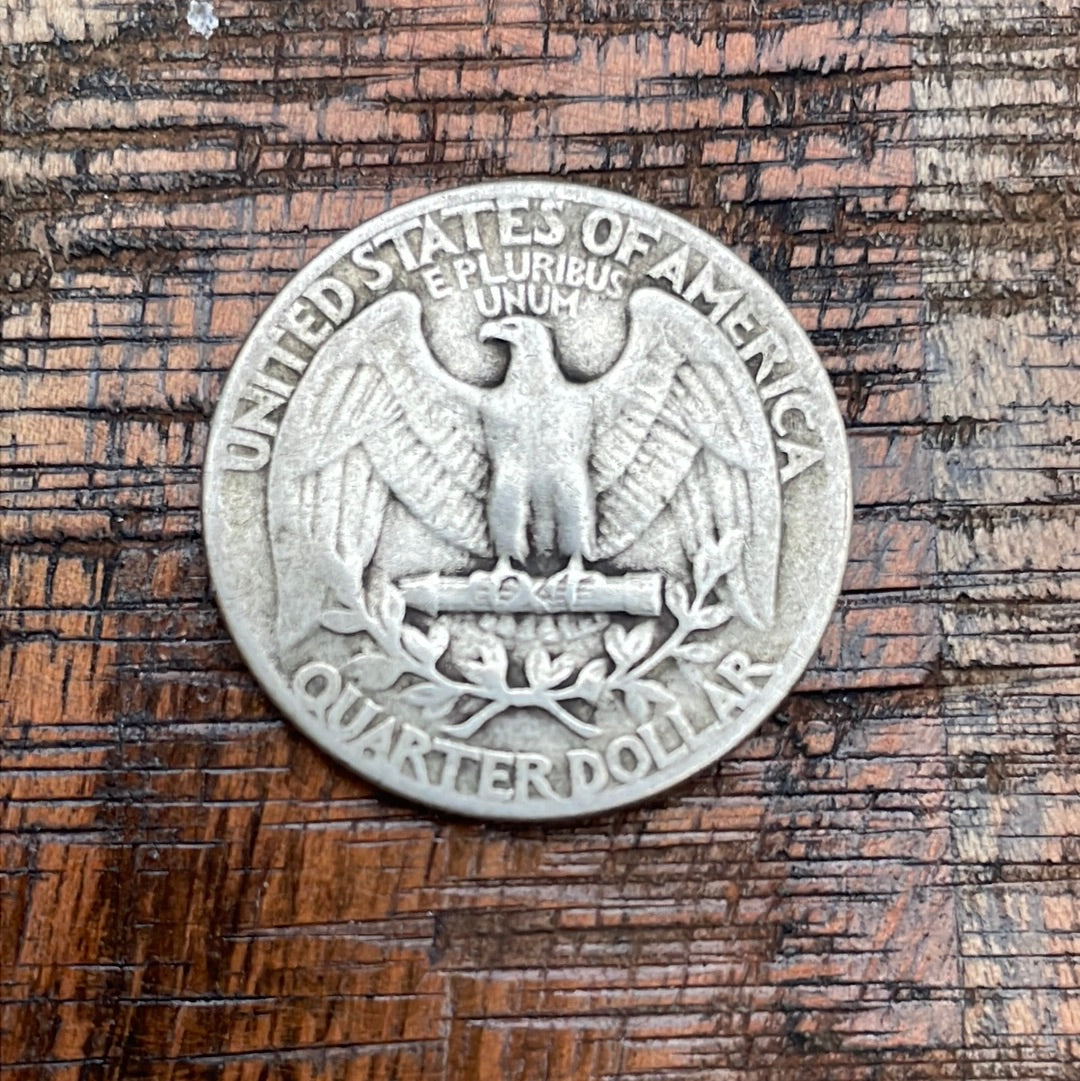 UNITED STATES OF AMERICA
E PLURIBUS
UNUM
QUARTER DOLLAR